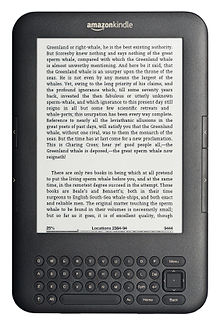 amazonkindle
Greenland or right-whale, he is the best existing authority.
But Scoresby knew nothing and says nothing of the great
sperm whale, compared with which the Greenland whale
is almost unworthy mentioning. And here be it said, that
the Greenland whale is an usurper upon the throne of the
seas. He is not even by any means the largest of the
whales. Yet, owing to the long priority of his claims, and
the profound ignorance which, till some seventy years
back, invested the then fabulous or utterly unknown
sperm-whale, and which ignorance to this present day still
reigns in all but some few scientific retreats and
whale-ports; this usurpation has been every way complete.
Reference to nearly all the leviathanic allusions in the
great poets of past days, will satisfy you that the Greenland
whale, without one rival, was to them the monarch of the
seas. But the time has at last come for a new proclamation.
This is Charing Cross; hear ye! good people all,—the
Greenland whale is deposed,—the great sperm whale now
reigneth!
There are only two books in being which at all pretend
to put the living sperm whale before you, and at the same
time, in the remotest degree succeed in the attempt. Those
books are Beale's and Bennett's; both in their time
surgeons to English South-Sea whale-ships, and both exact
and reliable men. The original matter touching the sperm
whale to be found in their volumes is necessarily small;
but so far as it goes, it is of excellent quality, though
25% Locations 2384-94 9444
Q W E R T Y U I O P
A S D F G H J K L
Z X C V B N M
Menu
Alt Aa Sym Home Back